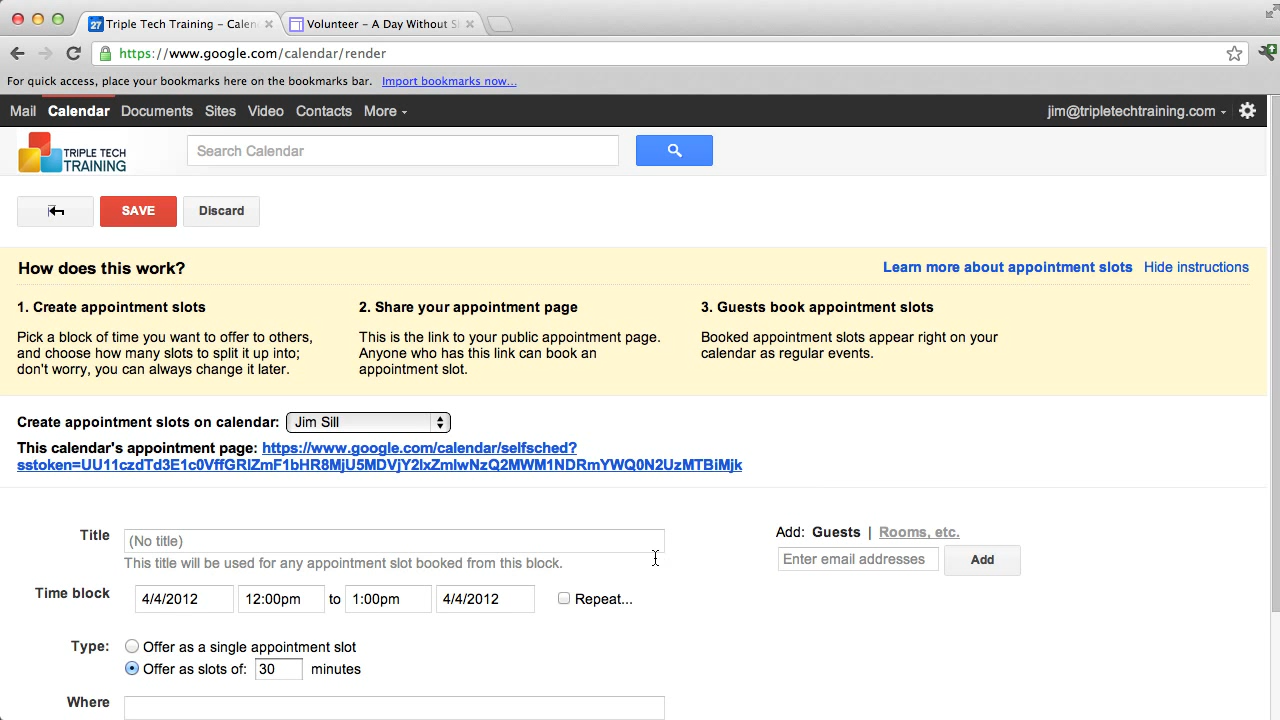 27 Triple Tech Training – Calen
Volunteer – A Day Without S
https://www.google.com/calendar/render
For quick access, place your bookmarks here on the bookmarks bar. Import bookmarks now...
Mail Calendar Documents Sites Video Contacts More
jim@tripletechtraining.com
TRIPLE TECH
TRAINING
Search Calendar
SAVE Discard
How does this work?
Learn more about appointment slots Hide instructions
1. Create appointment slots
Pick a block of time you want to offer to others,
and choose how many slots to split it up into;
don't worry, you can always change it later.
2. Share your appointment page
This is the link to your public appointment page.
Anyone who has this link can book an
appointment slot.
3. Guests book appointment slots
Booked appointment slots appear right on your
calendar as regular events.
Create appointment slots on calendar: Jim Sill
This calendar's appointment page: https://www.google.com/calendar/selfsched?
Title (No title)
This title will be used for any appointment slot booked from this block.
Time block 4/4/2012 12:00pm to 1:00pm 4/4/2012 Repeat...
Type: Offer as a single appointment slot
Offer as slots of: 30 minutes
Where
Add: Guests | Rooms, etc.
Enter email addresses Add